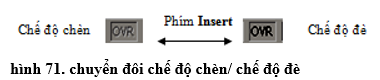 Chế độ chèn OVR Phím Insert OVR Chế độ đè
hình 71. chuyển đôi chế độ chèn/ chế độ đè